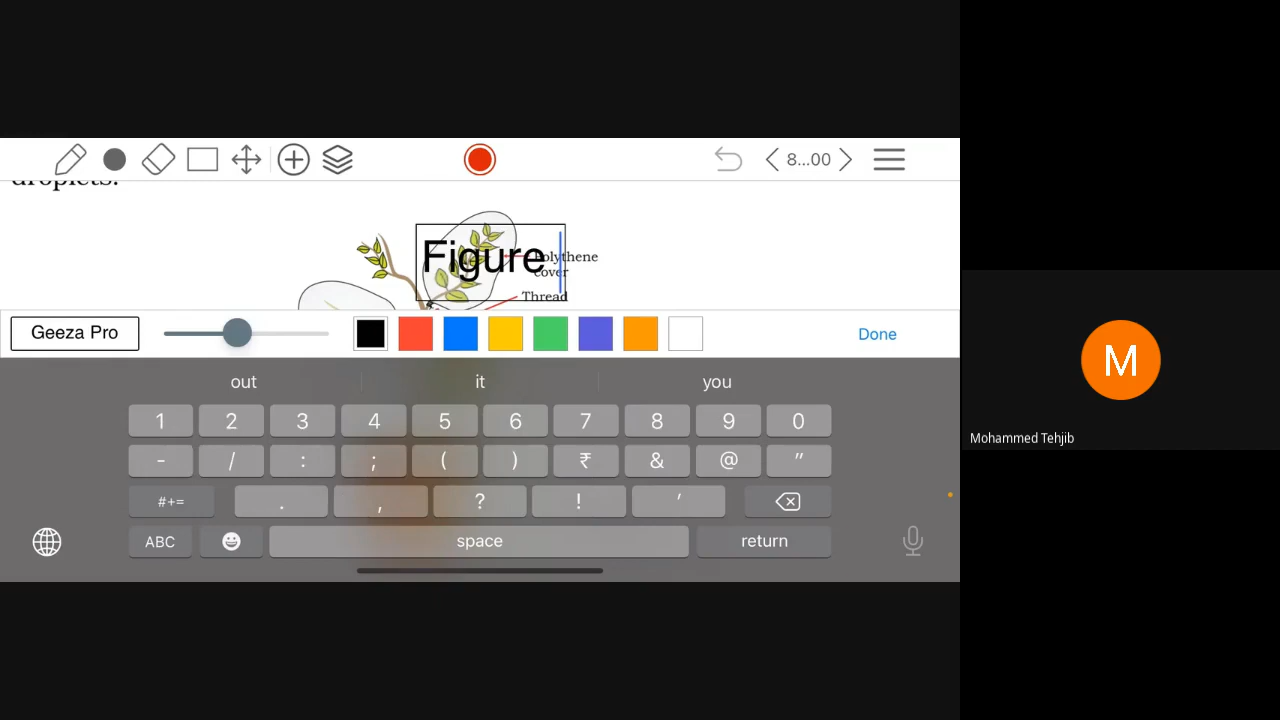 8...00
droplets.
Figure
Polythene
cover
Thread
Geeza Pro
Done
out it you
1 2 3 4 5 6 7 8 9 0
- / : ; ( ) ₹ & @ "
#+= . , ? ! '
ABC space return
M
Mohammed Tehjib